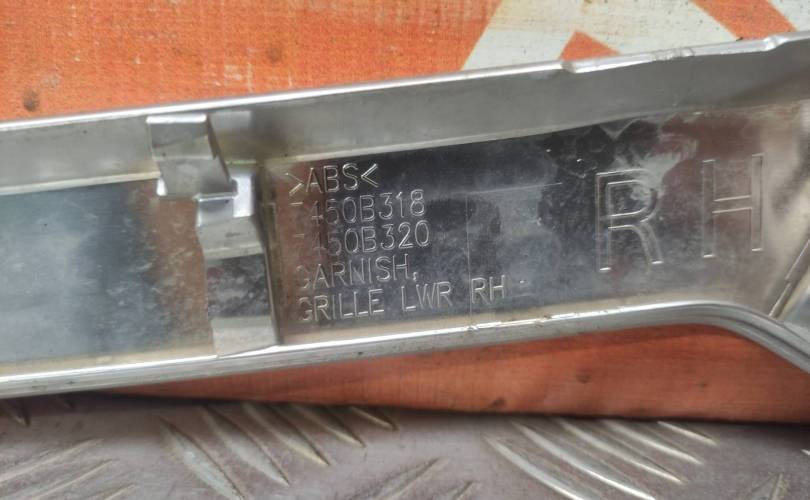 >ABS<
7450B318
7450B320
GARNISH,
GRILLE LWR RH
RH